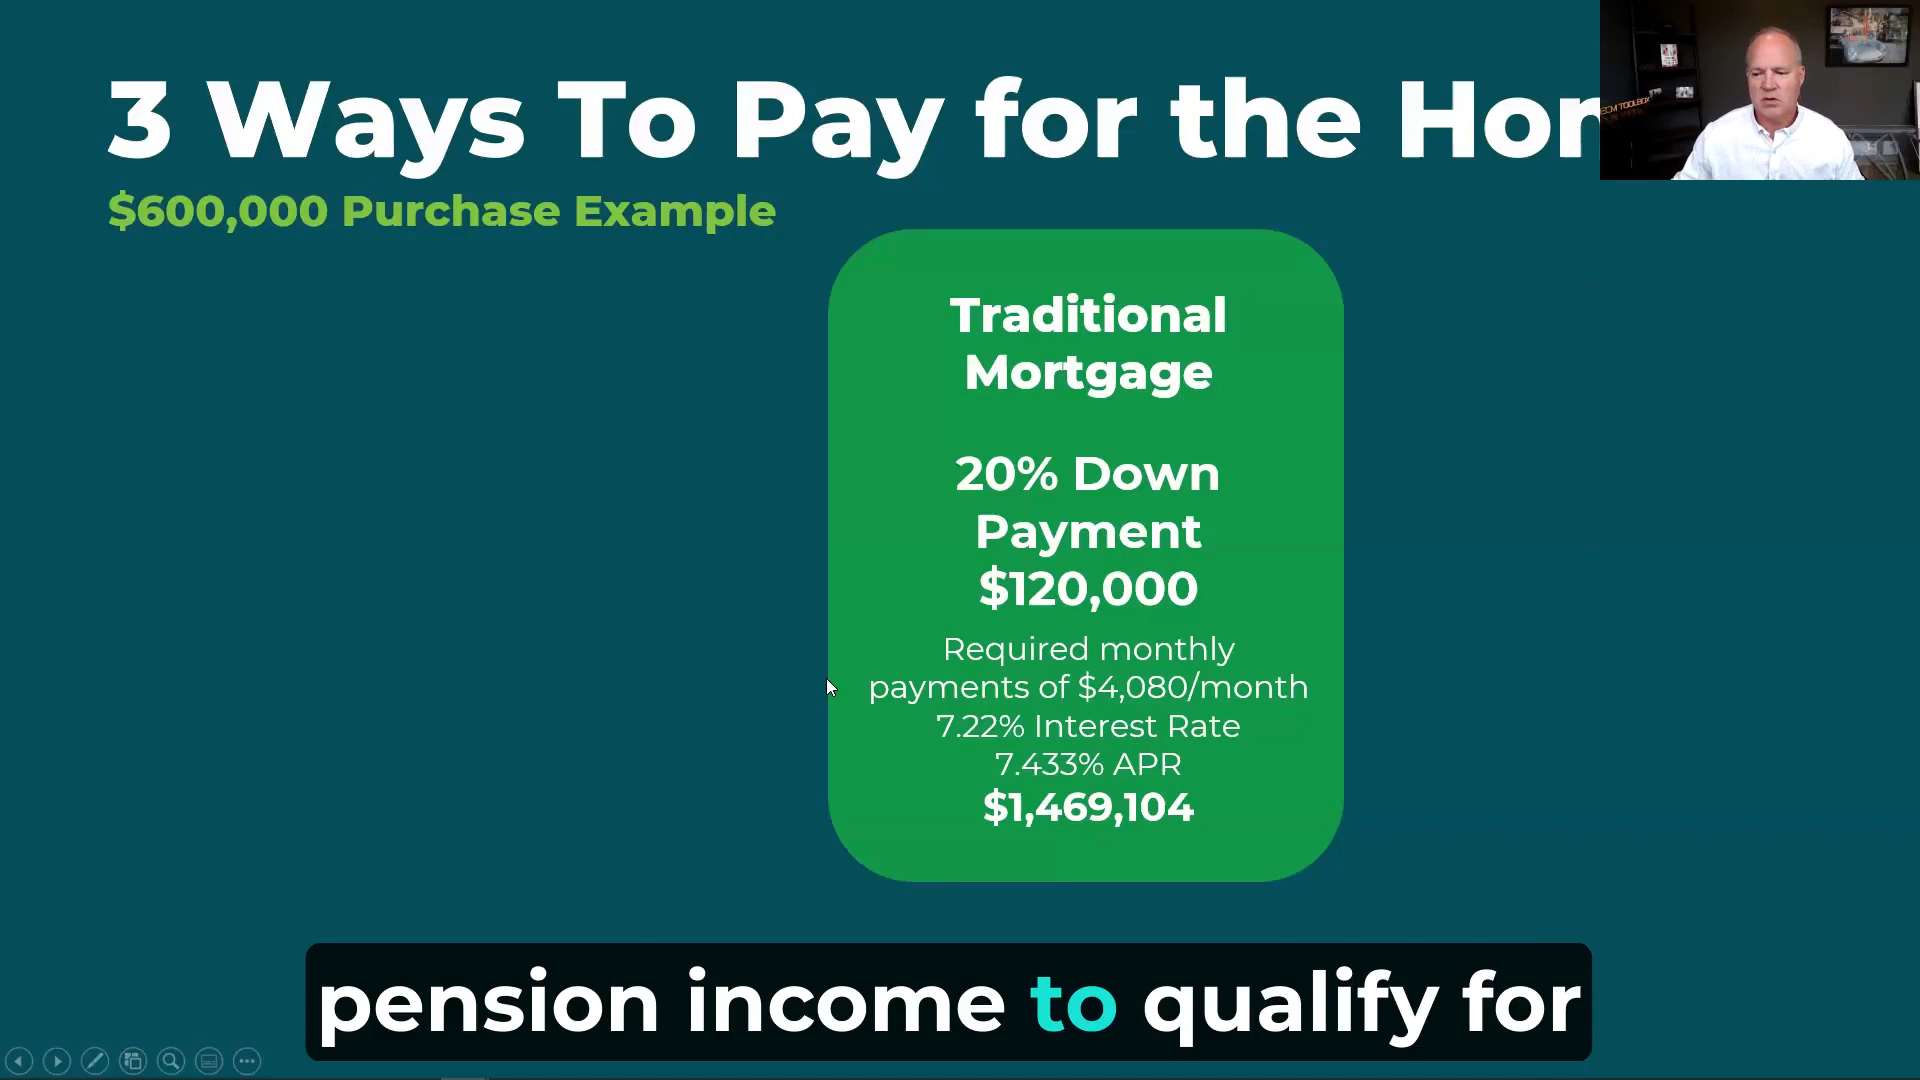 3 Ways To Pay for the Hom
$600,000 Purchase Example
Traditional
Mortgage
20% Down
Payment
$120,000
Required monthly
payments of $4,080/month
7.22% Interest Rate
7.433% APR
$1,469,104
pension income to qualify for